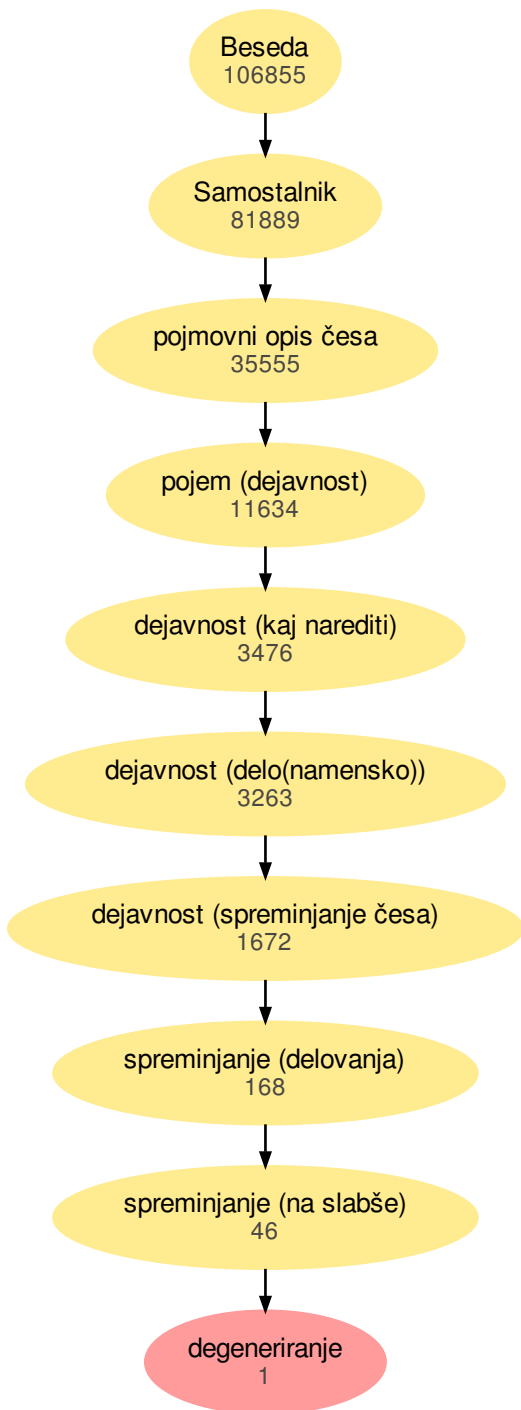 Beseda
106855
Samostalnik
81889
pojmovni opis česa
35555
pojem (dejavnost)
11634
dejavnost (kaj narediti)
3476
dejavnost (delo(namensko))
3263
dejavnost (spreminjanje česa)
1672
spreminjanje (delovanja)
168
spreminjanje (na slabše)
46
degeneriranje
1